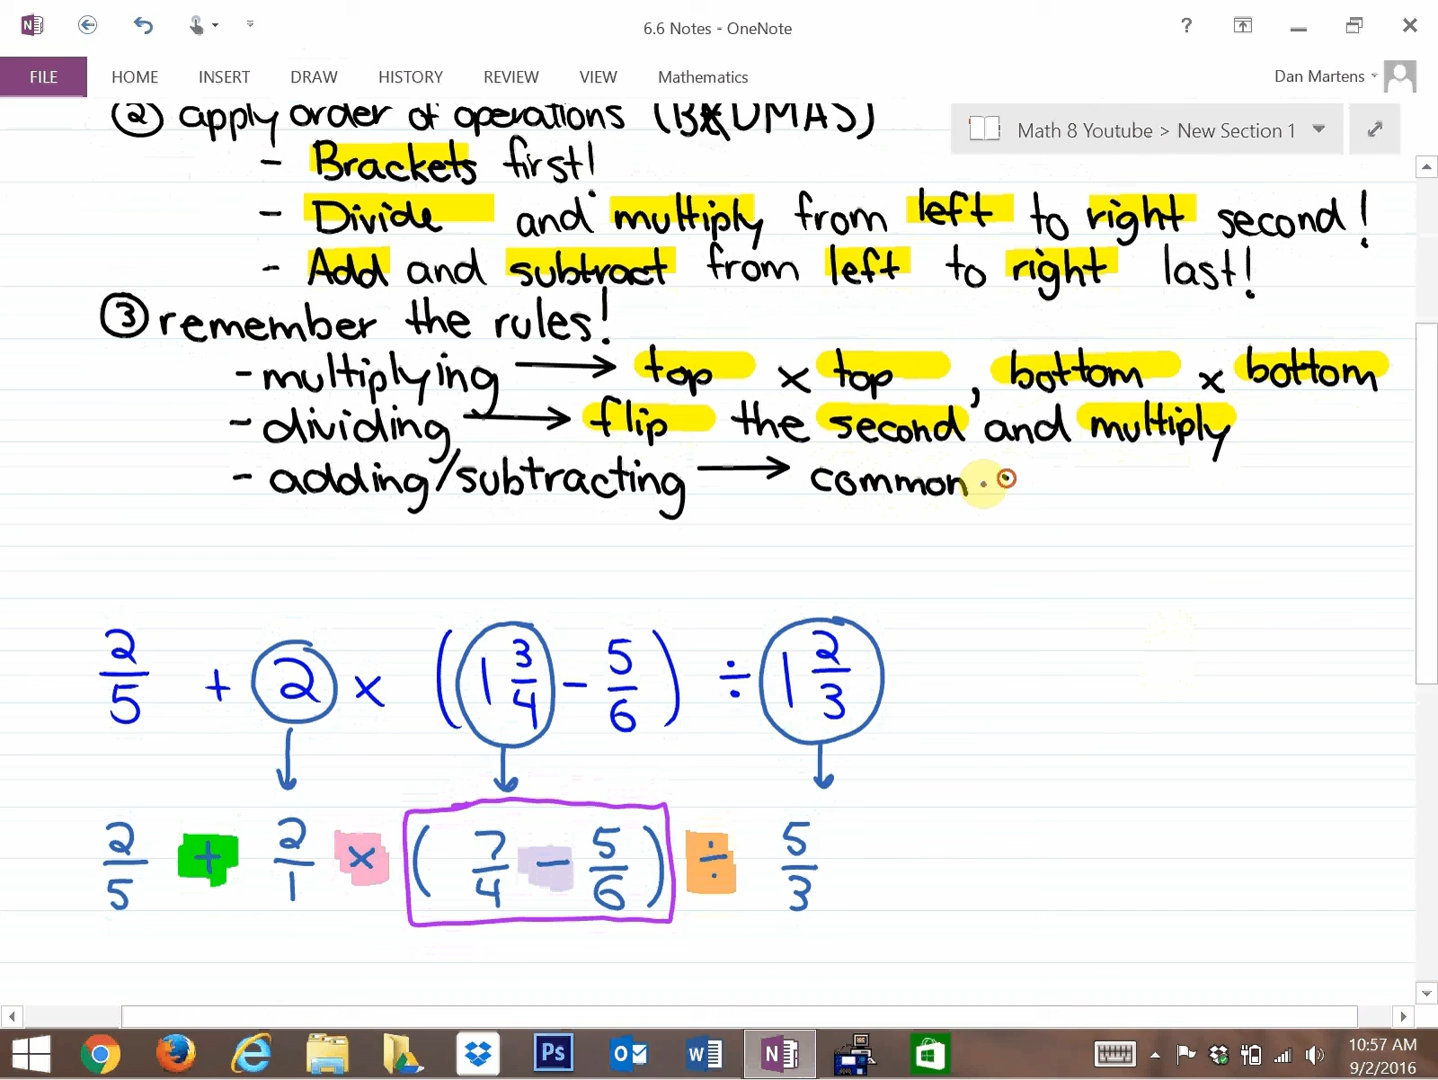 6.6 Notes - OneNote
?
FILE HOME INSERT DRAW HISTORY REVIEW VIEW Mathematics Dan Martens
② apply order of operations (BEDMAS)
Math 8 Youtube > New Section 1
- Brackets first!
- Divide and multiply from left to right second!
- Add and subtract from left to right last!
③ remember the rules!
- multiplying → top x top, bottom x bottom
- dividing → flip the second and multiply
- adding/subtracting → common
2/5 + 2 x (1 3/4 - 5/6) ÷ 1 2/3
2/5 + 2/1 x (7/4 - 5/6) ÷ 5/3
10:57 AM
9/2/2016